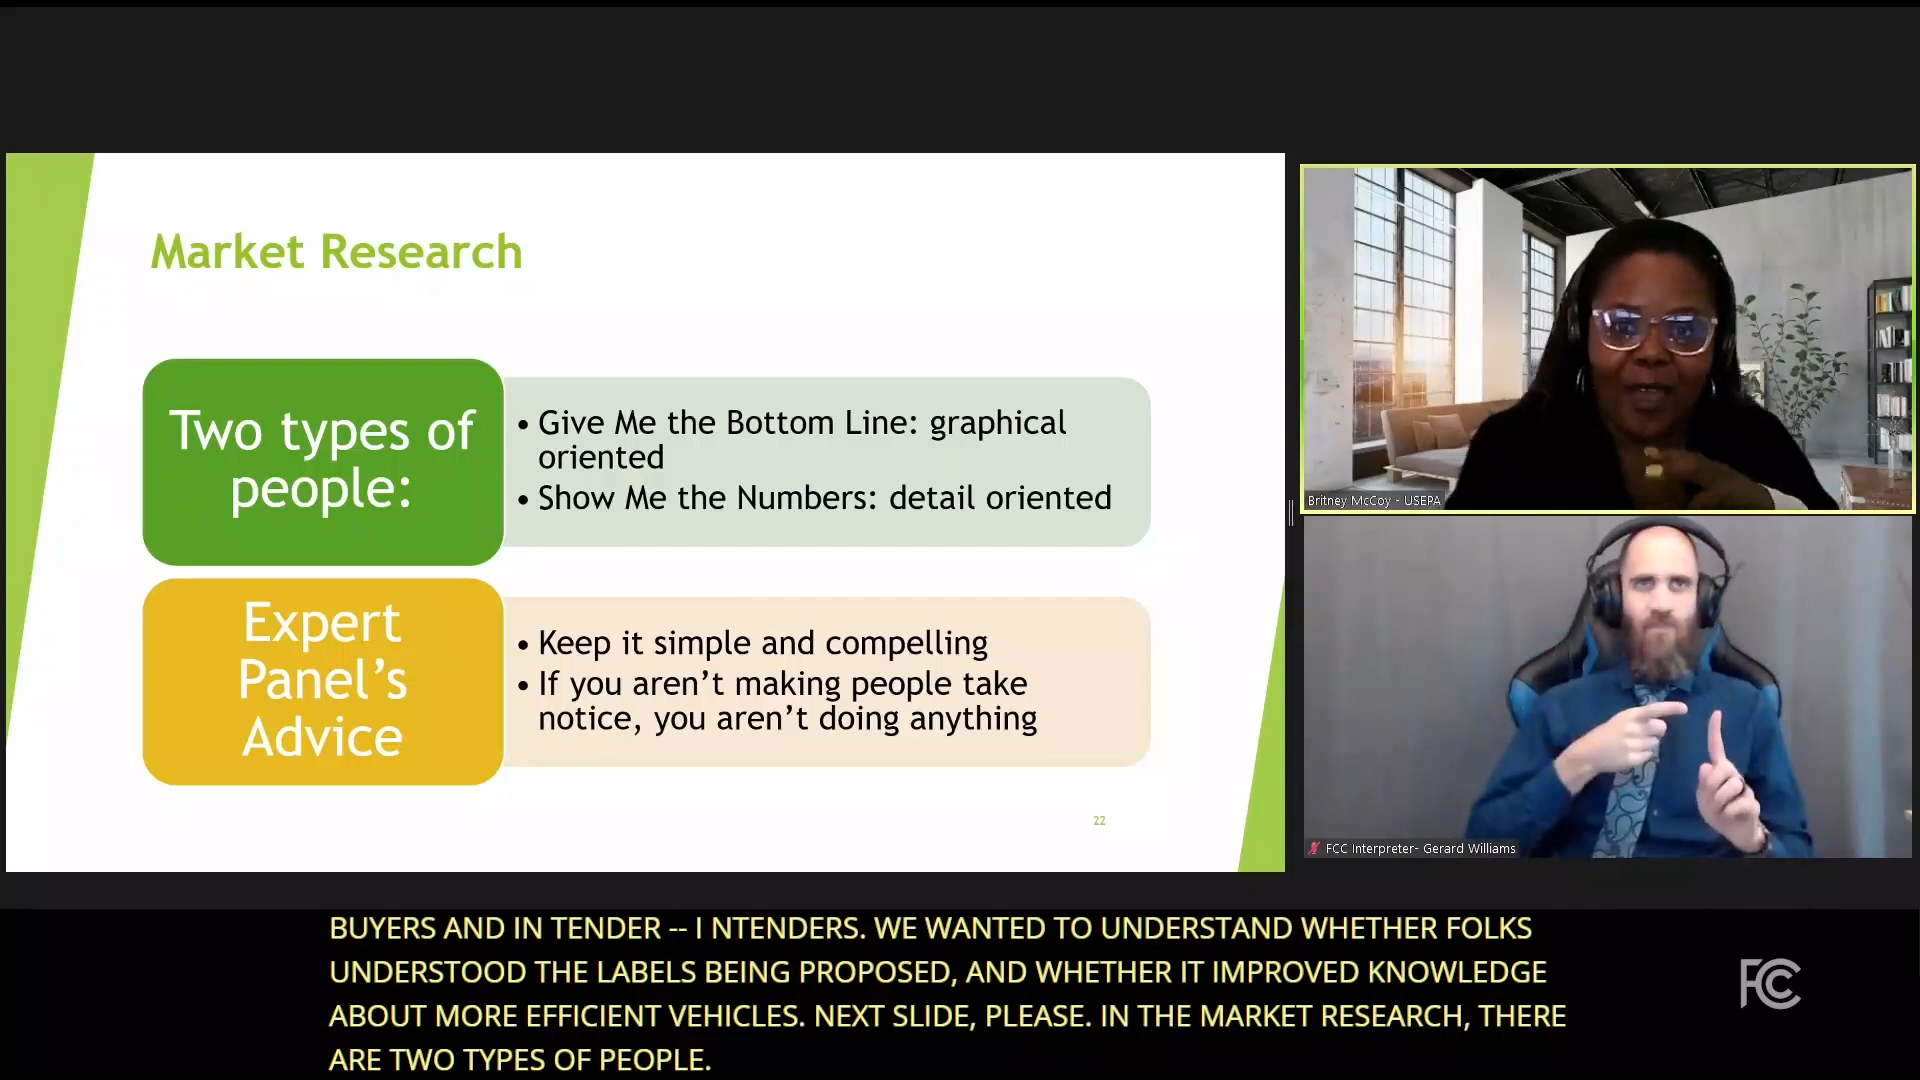 Market Research
Two types of
people:
• Give Me the Bottom Line: graphical
oriented
• Show Me the Numbers: detail oriented
Expert
Panel’s
Advice
• Keep it simple and compelling
• If you aren’t making people take
notice, you aren’t doing anything
22
Britney McCoy - USEPA
FCC Interpreter- Gerard Williams
BUYERS AND IN TENDER -- I NTENDERS. WE WANTED TO UNDERSTAND WHETHER FOLKS
UNDERSTOOD THE LABELS BEING PROPOSED, AND WHETHER IT IMPROVED KNOWLEDGE
ABOUT MORE EFFICIENT VEHICLES. NEXT SLIDE, PLEASE. IN THE MARKET RESEARCH, THERE
ARE TWO TYPES OF PEOPLE.
FCC